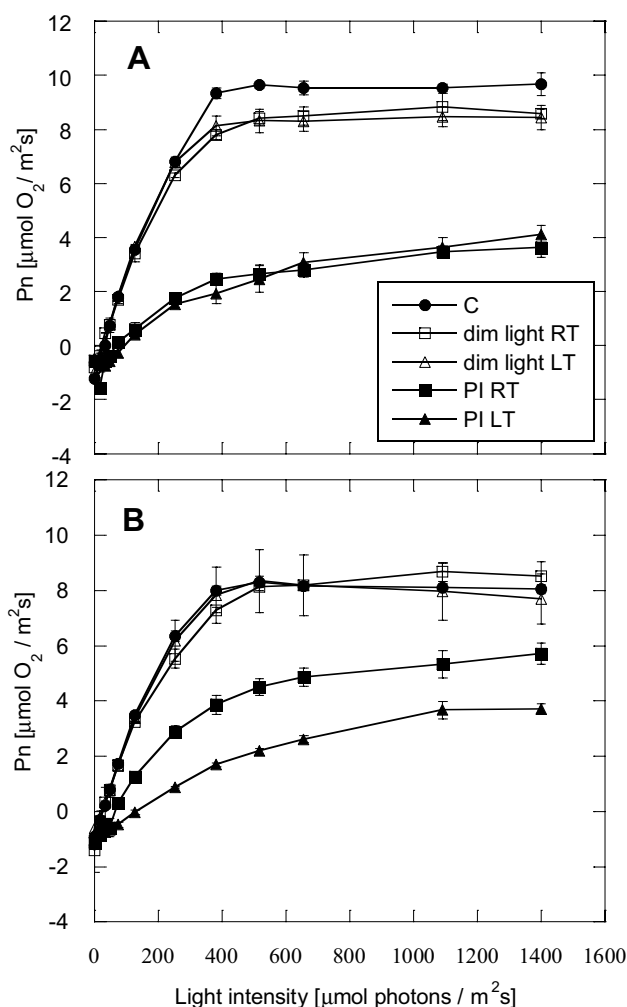 12
10
8
6
4
2
0
-2
-4
Pn [µmol O2 / m2s]
A
C
dim light RT
dim light LT
PI RT
PI LT
12
10
8
6
4
2
0
-2
-4
Pn [µmol O2 / m2s]
B
0 200 400 600 800 1000 1200 1400 1600
Light intensity [µmol photons / m2s]